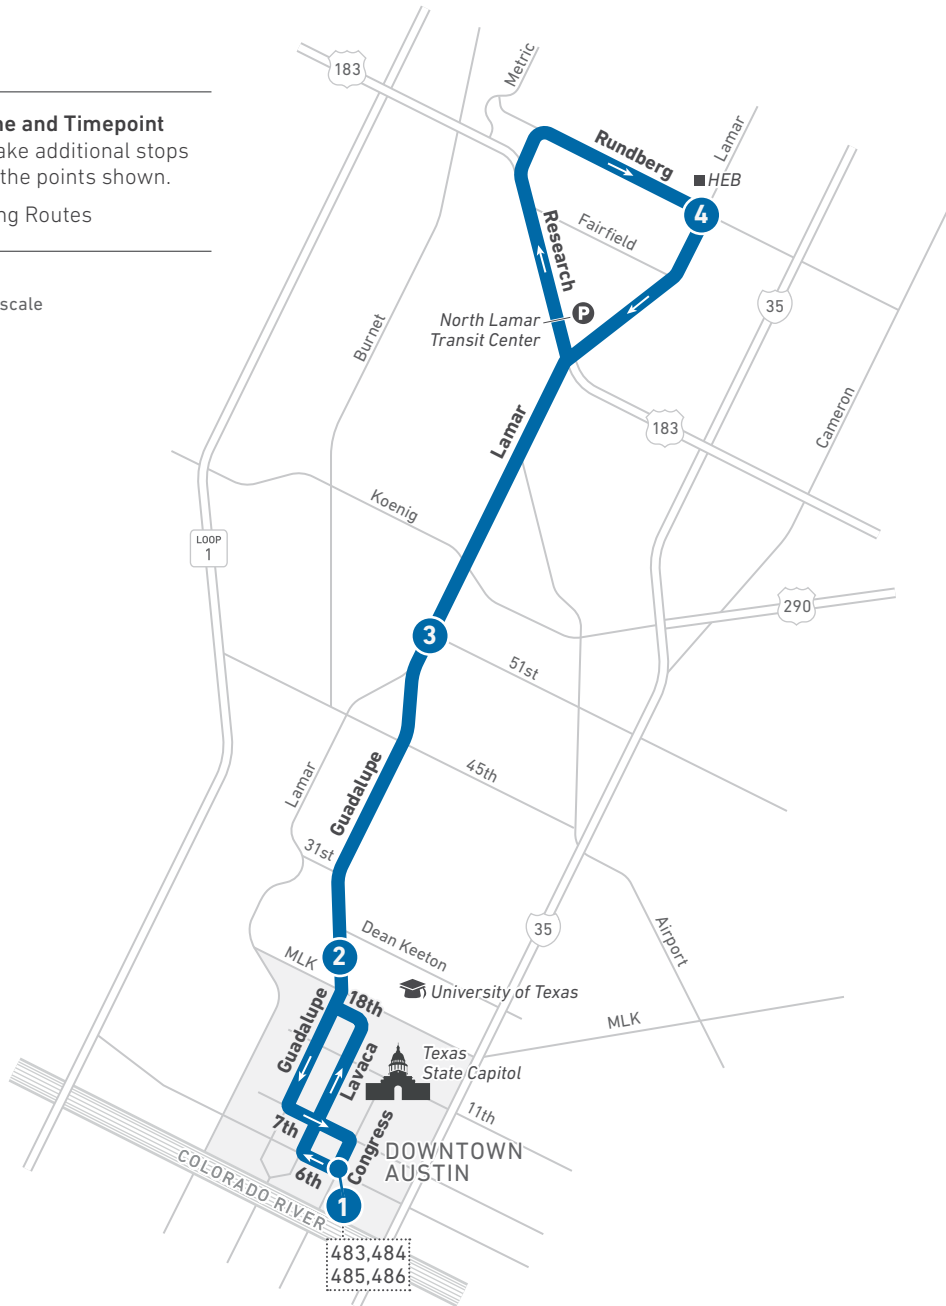 183
Metric
ne and Timepoint
ake additional stops
the points shown.
ng Routes
scale
Rundberg
Lamar
HEB
4
Fairfield
Research
P
North Lamar
Transit Center
35
Burnet
Lamar
183
Cameron
Koenig
LOOP
1
290
3
51st
45th
Lamar
Guadalupe
31st
35
Airport
Dean Keeton
MLK
2
University of Texas
18th
MLK
Guadalupe
Lavaca
Texas
State Capitol
11th
7th
Congress
DOWNTOWN
AUSTIN
6th
COLORADO RIVER
1
483,484
485,486